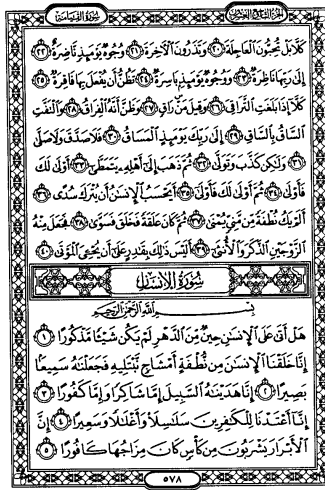 الجزء التاسع والعشرون
سورة القيامة
كَلَّا بَلْ تُحِبُّونَ ٱلْعَاجِلَةَ ﴿٢٠﴾ وَتَذَرُونَ ٱلْءَاخِرَةَ ﴿٢١﴾ وُجُوهٌ يَوْمَئِذٍ نَّاضِرَةٌ ﴿٢٢﴾
إِلَىٰ رَبِّهَا نَاظِرَةٌ ﴿٢٣﴾ وَوُجُوهٌ يَوْمَئِذٍۭ بَاسِرَةٌ ﴿٢٤﴾ تَظُنُّ أَن يُفْعَلَ بِهَا فَاقِرَةٌ ﴿٢٥﴾
كَلَّآ إِذَا بَلَغَتِ ٱلتَّرَاقِىَ ﴿٢٦﴾ وَقِيلَ مَنْ رَاقٍ ﴿٢٧﴾ وَظَنَّ أَنَّهُ ٱلْفِرَاقُ ﴿٢٨﴾ وَٱلْتَفَّتِ
ٱلسَّاقُ بِٱلسَّاقِ ﴿٢٩﴾ إِلَىٰ رَبِّكَ يَوْمَئِذٍ ٱلْمَسَاقُ ﴿٣٠﴾ فَلَا صَدَّقَ وَلَا صَلَّىٰ
﴿٣١﴾ وَلَٰكِن كَذَّبَ وَتَوَلَّىٰ ﴿٣٢﴾ ثُمَّ ذَهَبَ إِلَىٰٓ أَهْلِهِۦ يَتَمَطَّىٰٓ ﴿٣٣﴾ أَوْلَىٰ لَكَ
فَأَوْلَىٰ ﴿٣٤﴾ ثُمَّ أَوْلَىٰ لَكَ فَأَوْلَىٰٓ ﴿٣٥﴾ أَيَحْسَبُ ٱلْإِنسَٰنُ أَن يُتْرَكَ سُدًى ﴿٣٦﴾
أَلَمْ يَكُ نُطْفَةً مِّن مَّنِىٍّ يُمْنَىٰ ﴿٣٧﴾ ثُمَّ كَانَ عَلَقَةً فَخَلَقَ فَسَوَّىٰ ﴿٣٨﴾ فَجَعَلَ مِنْهُ
ٱلزَّوْجَيْنِ ٱلذَّكَرَ وَٱلْأُنثَىٰٓ ﴿٣٩﴾ أَلَيْسَ ذَٰلِكَ بِقَٰدِرٍ عَلَىٰٓ أَن يُحْـِۧىَ ٱلْمَوْتَىٰ ﴿٤٠﴾
سُورَةُ الإِنسَان
بِسْمِ ٱللَّهِ ٱلرَّحْمَٰنِ ٱلرَّحِيمِ
هَلْ أَتَىٰ عَلَى ٱلْإِنسَٰنِ حِينٌ مِّنَ ٱلدَّهْرِ لَمْ يَكُن شَيْـًٔا مَّذْكُورًا ﴿١﴾
إِنَّا خَلَقْنَا ٱلْإِنسَٰنَ مِن نُّطْفَةٍ أَمْشَاجٍ نَّبْتَلِيهِ فَجَعَلْنَٰهُ سَمِيعًۢا
بَصِيرًا ﴿٢﴾ إِنَّا هَدَيْنَٰهُ ٱلسَّبِيلَ إِمَّا شَاكِرًا وَإِمَّا كَفُورًا ﴿٣﴾
إِنَّآ أَعْتَدْنَا لِلْكَٰفِرِينَ سَلَٰسِلَا۟ وَأَغْلَٰلًا وَسَعِيرًا ﴿٤﴾ إِنَّ
ٱلْأَبْرَارَ يَشْرَبُونَ مِن كَأْسٍ كَانَ مِزَاجُهَا كَافُورًا ﴿٥﴾
٥٧٨